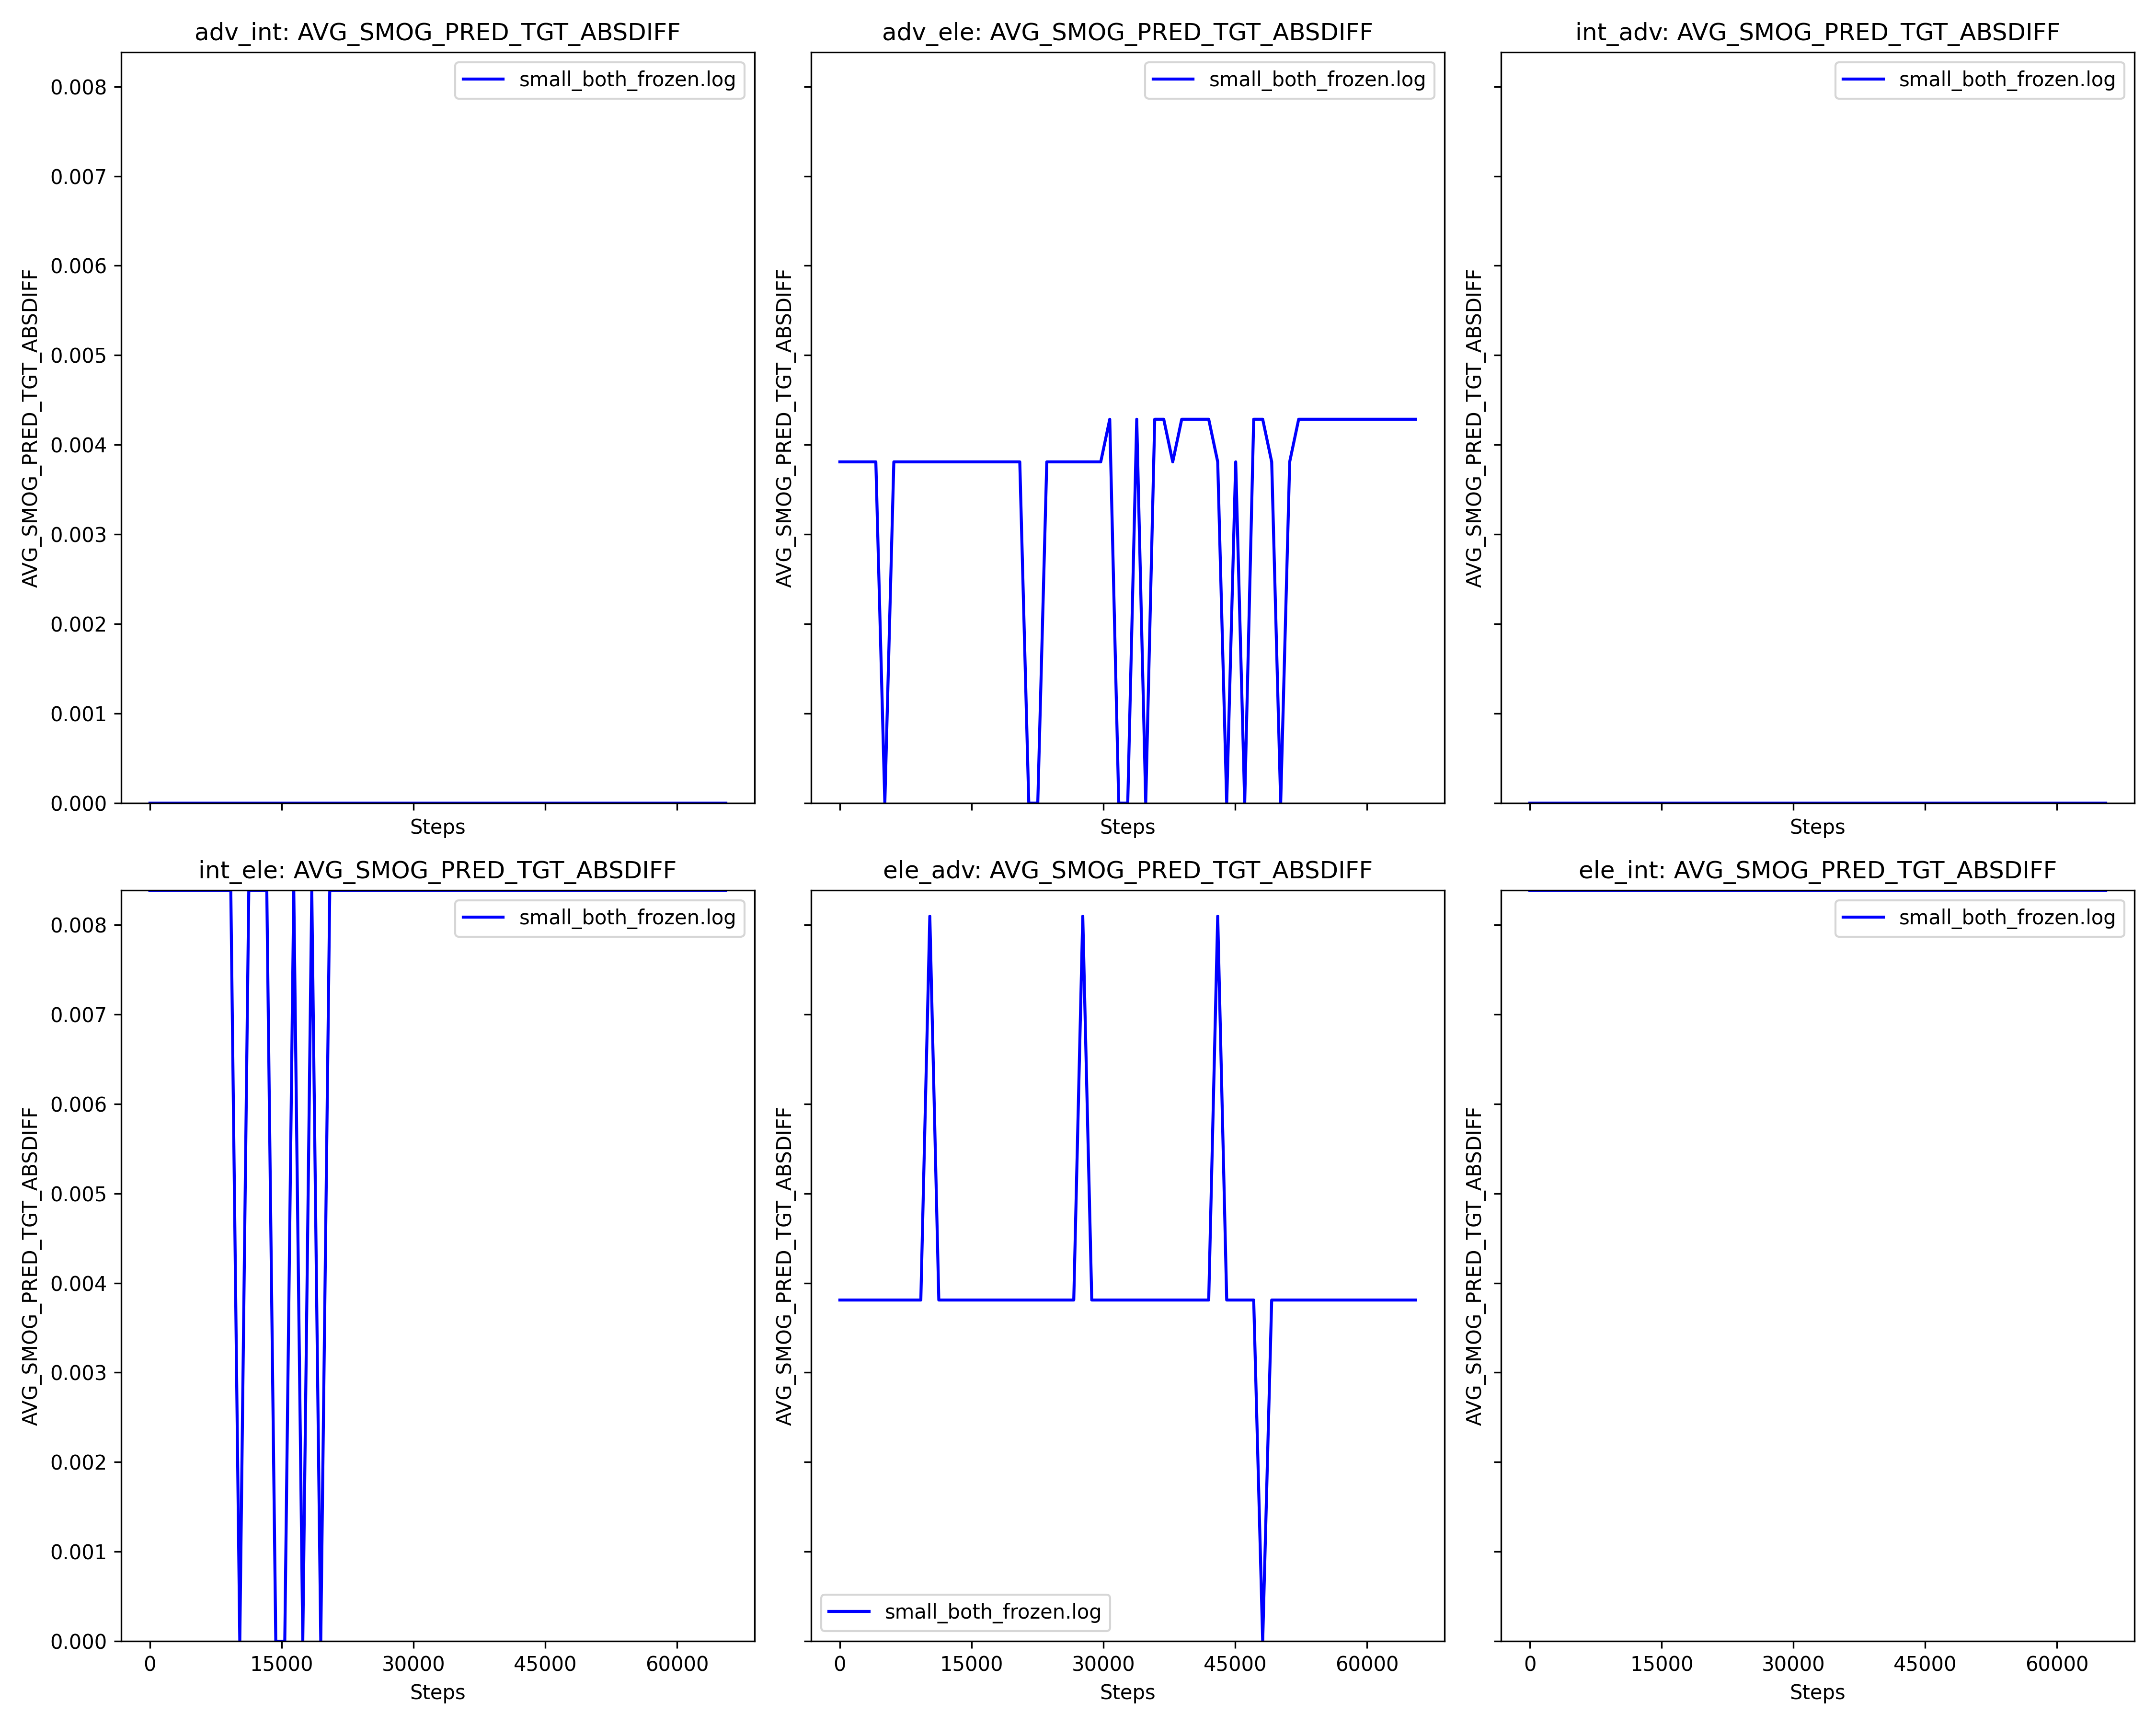 adv_int: AVG_SMOG_PRED_TGT_ABSDIFF
adv_ele: AVG_SMOG_PRED_TGT_ABSDIFF
int_adv: AVG_SMOG_PRED_TGT_ABSDIFF
small_both_frozen.log
small_both_frozen.log
small_both_frozen.log
0.008
0.007
0.006
0.005
0.004
0.003
0.002
0.001
0.000
AVG_SMOG_PRED_TGT_ABSDIFF
AVG_SMOG_PRED_TGT_ABSDIFF
AVG_SMOG_PRED_TGT_ABSDIFF
Steps
Steps
Steps
int_ele: AVG_SMOG_PRED_TGT_ABSDIFF
ele_adv: AVG_SMOG_PRED_TGT_ABSDIFF
ele_int: AVG_SMOG_PRED_TGT_ABSDIFF
small_both_frozen.log
small_both_frozen.log
small_both_frozen.log
0.008
0.007
0.006
0.005
0.004
0.003
0.002
0.001
0.000
AVG_SMOG_PRED_TGT_ABSDIFF
AVG_SMOG_PRED_TGT_ABSDIFF
AVG_SMOG_PRED_TGT_ABSDIFF
0 15000 30000 45000 60000
0 15000 30000 45000 60000
0 15000 30000 45000 60000
Steps
Steps
Steps